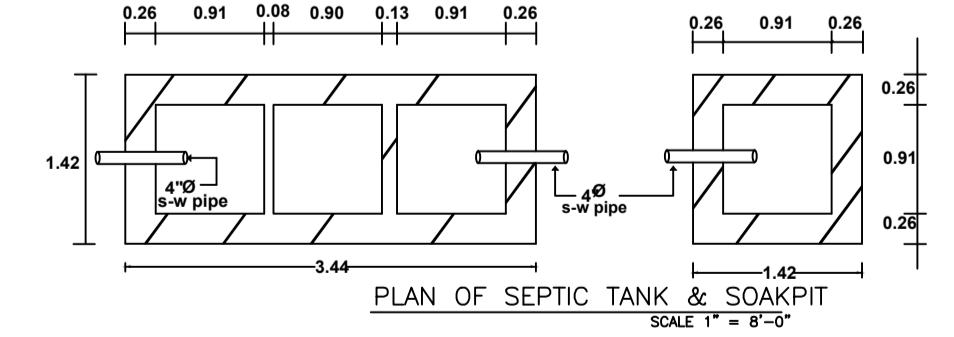 0.26 0.91 0.08 0.90 0.13 0.91 0.26
0.26 0.91 0.26
0.26
1.42
0.91
4"Ø
s-w pipe
4"Ø
s-w pipe
0.26
3.44
1.42
PLAN OF SEPTIC TANK & SOAKPIT
SCALE 1" = 8'-0"